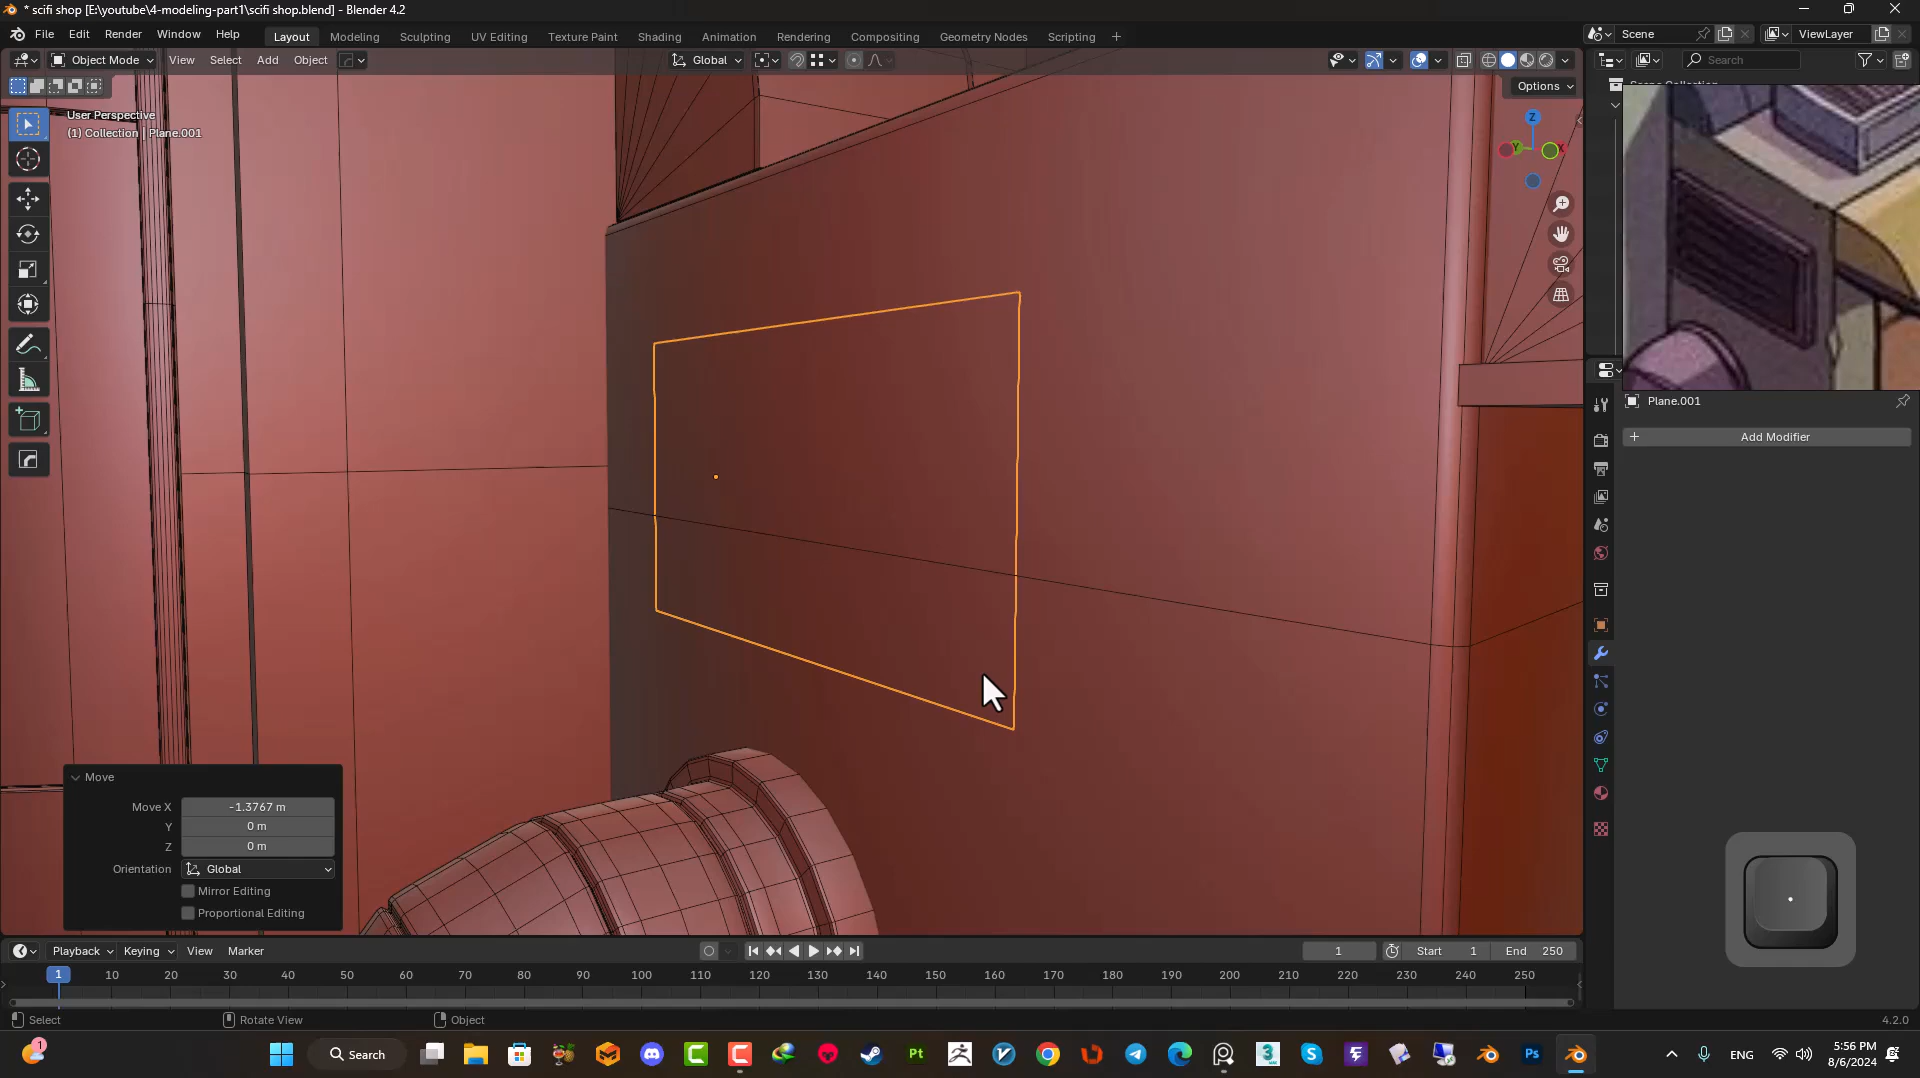 * scifi shop [E:\youtube\4-modeling-part1\scifi shop.blend] - Blender 4.2
File Edit Render Window Help
Layout Modeling Sculpting UV Editing Texture Paint Shading Animation Rendering Compositing Geometry Nodes Scripting +
Scene ViewLayer
Object Mode View Select Add Object Global
Search
Options
User Perspective
(1) Collection | Plane.001
Z
Y
X
Plane.001
+ Add Modifier
Move
Move X -1.3767 m
Y 0 m
Z 0 m
Orientation Global
Mirror Editing
Proportional Editing
Playback Keying View Marker
1 Start 1 End 250
1 10 20 30 40 50 60 70 80 90 100 110 120 130 140 150 160 170 180 190 200 210 220 230 240 250
Select Rotate View Object 4.2.0
1
Search
Pt
3
Ps
ENG
5:56 PM
8/6/2024